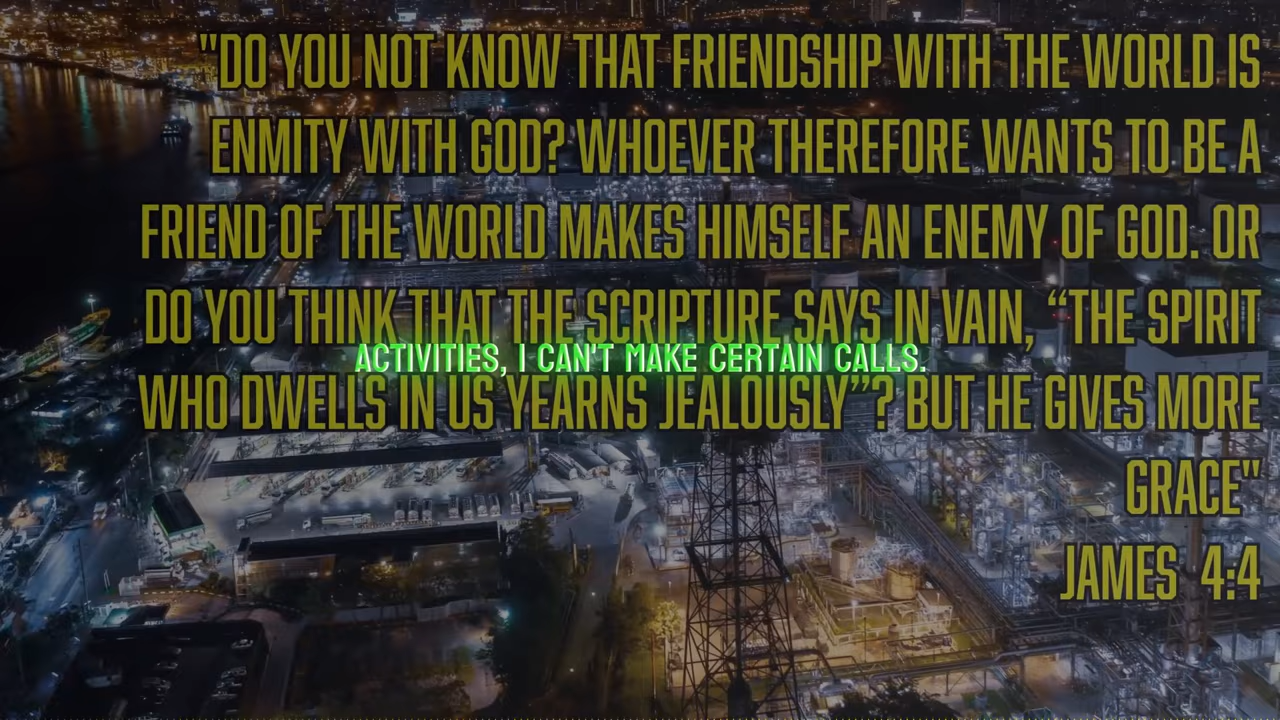 "DO YOU NOT KNOW THAT FRIENDSHIP WITH THE WORLD IS
ENMITY WITH GOD? WHOEVER THEREFORE WANTS TO BE A
FRIEND OF THE WORLD MAKES HIMSELF AN ENEMY OF GOD. OR
DO YOU THINK THAT THE SCRIPTURE SAYS IN VAIN, “THE SPIRIT
ACTIVITIES, I CAN'T MAKE CERTAIN CALLS.
WHO DWELLS IN US YEARNS JEALOUSLY”? BUT HE GIVES MORE
GRACE"
JAMES 4:4